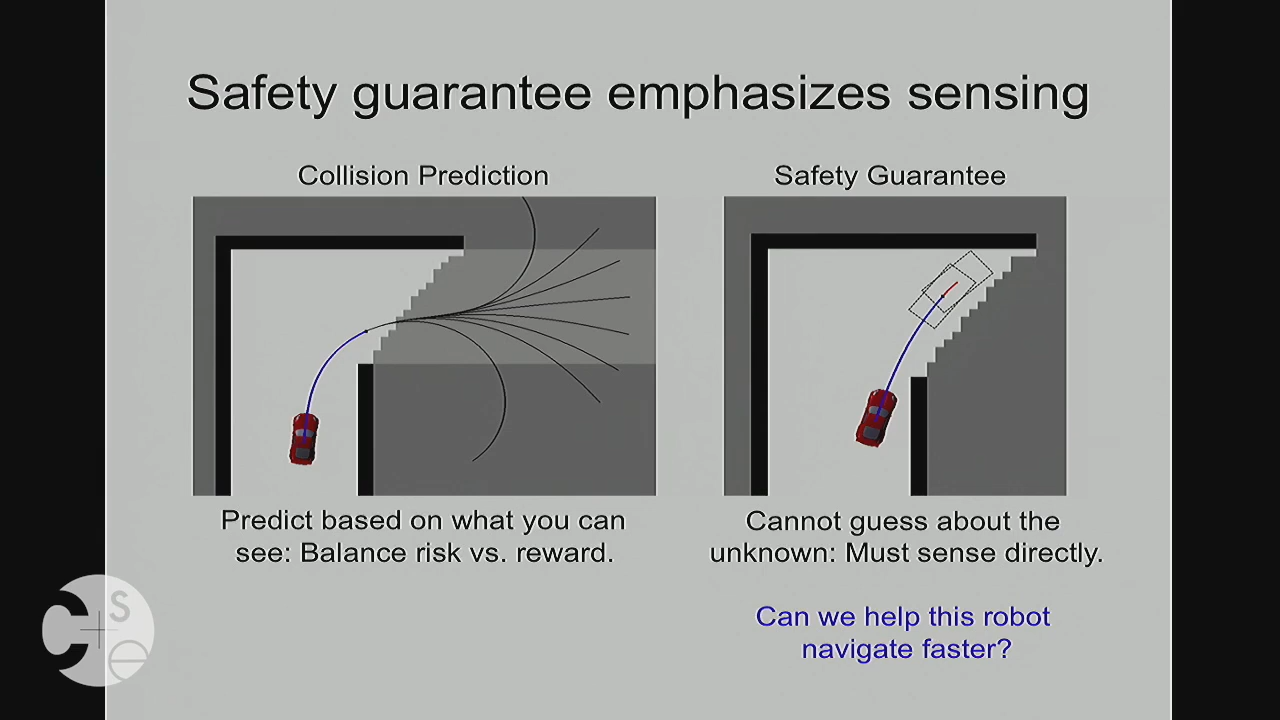 Safety guarantee emphasizes sensing
Collision Prediction
Safety Guarantee
Predict based on what you can
see: Balance risk vs. reward.
Cannot guess about the
unknown: Must sense directly.
Can we help this robot
navigate faster?
C S e